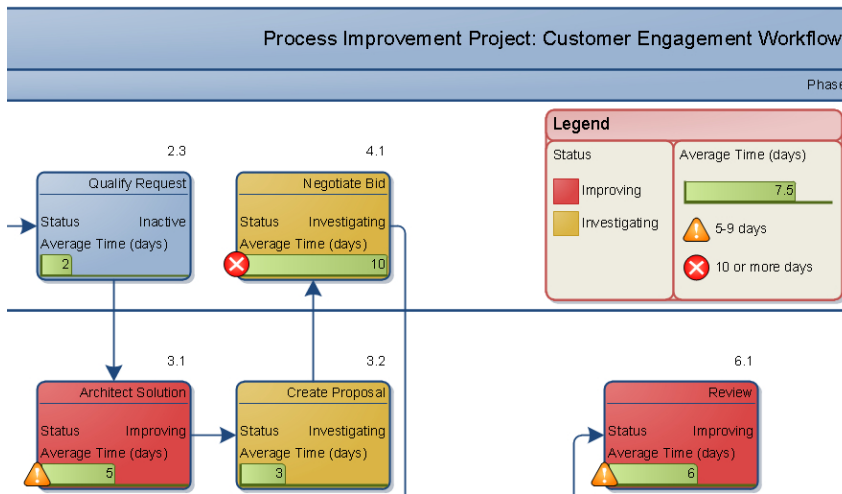 Process Improvement Project: Customer Engagement Workflow
Phase
Legend
Status
Improving
Investigating
Average Time (days)
7.5
5-9 days
10 or more days
2.3
Qualify Request
Status Inactive
Average Time (days)
2
4.1
Negotiate Bid
Status Investigating
Average Time (days)
10
3.1
Architect Solution
Status Improving
Average Time (days)
5
3.2
Create Proposal
Status Investigating
Average Time (days)
3
6.1
Review
Status Improving
Average Time (days)
6